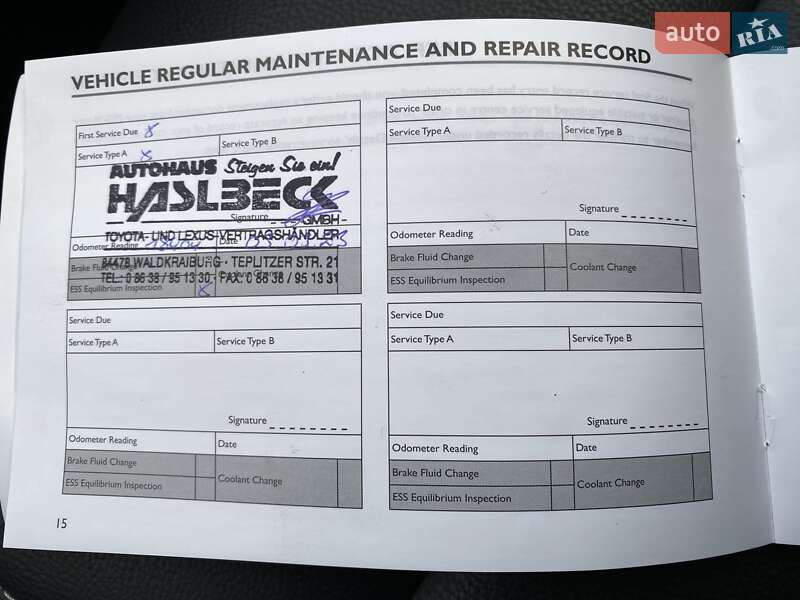 auto RIA
VEHICLE REGULAR MAINTENANCE AND REPAIR RECORD
First Service Due x
Service Type A x
Service Type B
AUTOHAUS Steigen Sie ein!
HASLBECK
Signature
GMBH
TOYOTA- UND LEXUS-VERTRAGSHÄNDLER
Odometer Reading
Date
84478 WALDKRAIBURG · TEPLITZER STR. 21
Brake Fluid Change
Coolant Change
TEL.: 0 86 38 / 95 13 30 · FAX: 0 86 38 / 95 13 31
ESS Equilibrium Inspection x
Service Due
Service Type A
Service Type B
Signature
Odometer Reading
Date
Brake Fluid Change
Coolant Change
ESS Equilibrium Inspection
Service Due
Service Type A
Service Type B
Signature
Odometer Reading
Date
Brake Fluid Change
Coolant Change
ESS Equilibrium Inspection
Service Due
Service Type A
Service Type B
Signature
Odometer Reading
Date
Brake Fluid Change
Coolant Change
ESS Equilibrium Inspection
15